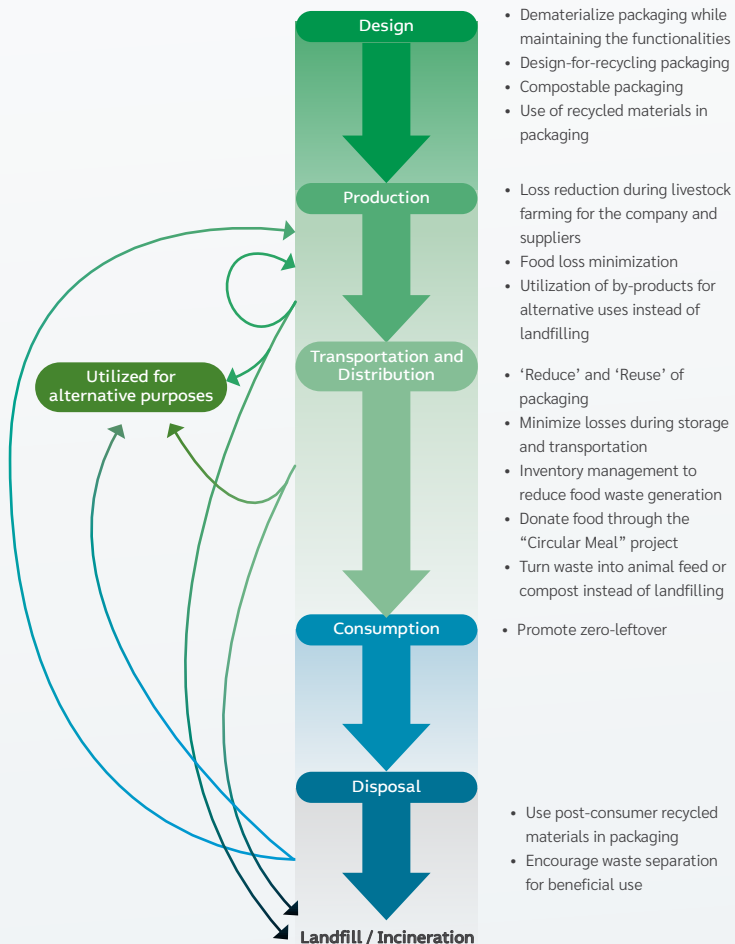 Design
• Dematerialize packaging while
maintaining the functionalities
• Design-for-recycling packaging
• Compostable packaging
• Use of recycled materials in
packaging
Production
• Loss reduction during livestock
farming for the company and
suppliers
• Food loss minimization
• Utilization of by-products for
alternative uses instead of
landfilling
Transportation and
Distribution
Utilized for
alternative purposes
• ‘Reduce’ and ‘Reuse’ of
packaging
• Minimize losses during storage
and transportation
• Inventory management to
reduce food waste generation
• Donate food through the
“Circular Meal” project
• Turn waste into animal feed or
compost instead of landfilling
Consumption
• Promote zero-leftover
Disposal
• Use post-consumer recycled
materials in packaging
• Encourage waste separation
for beneficial use
Landfill / Incineration